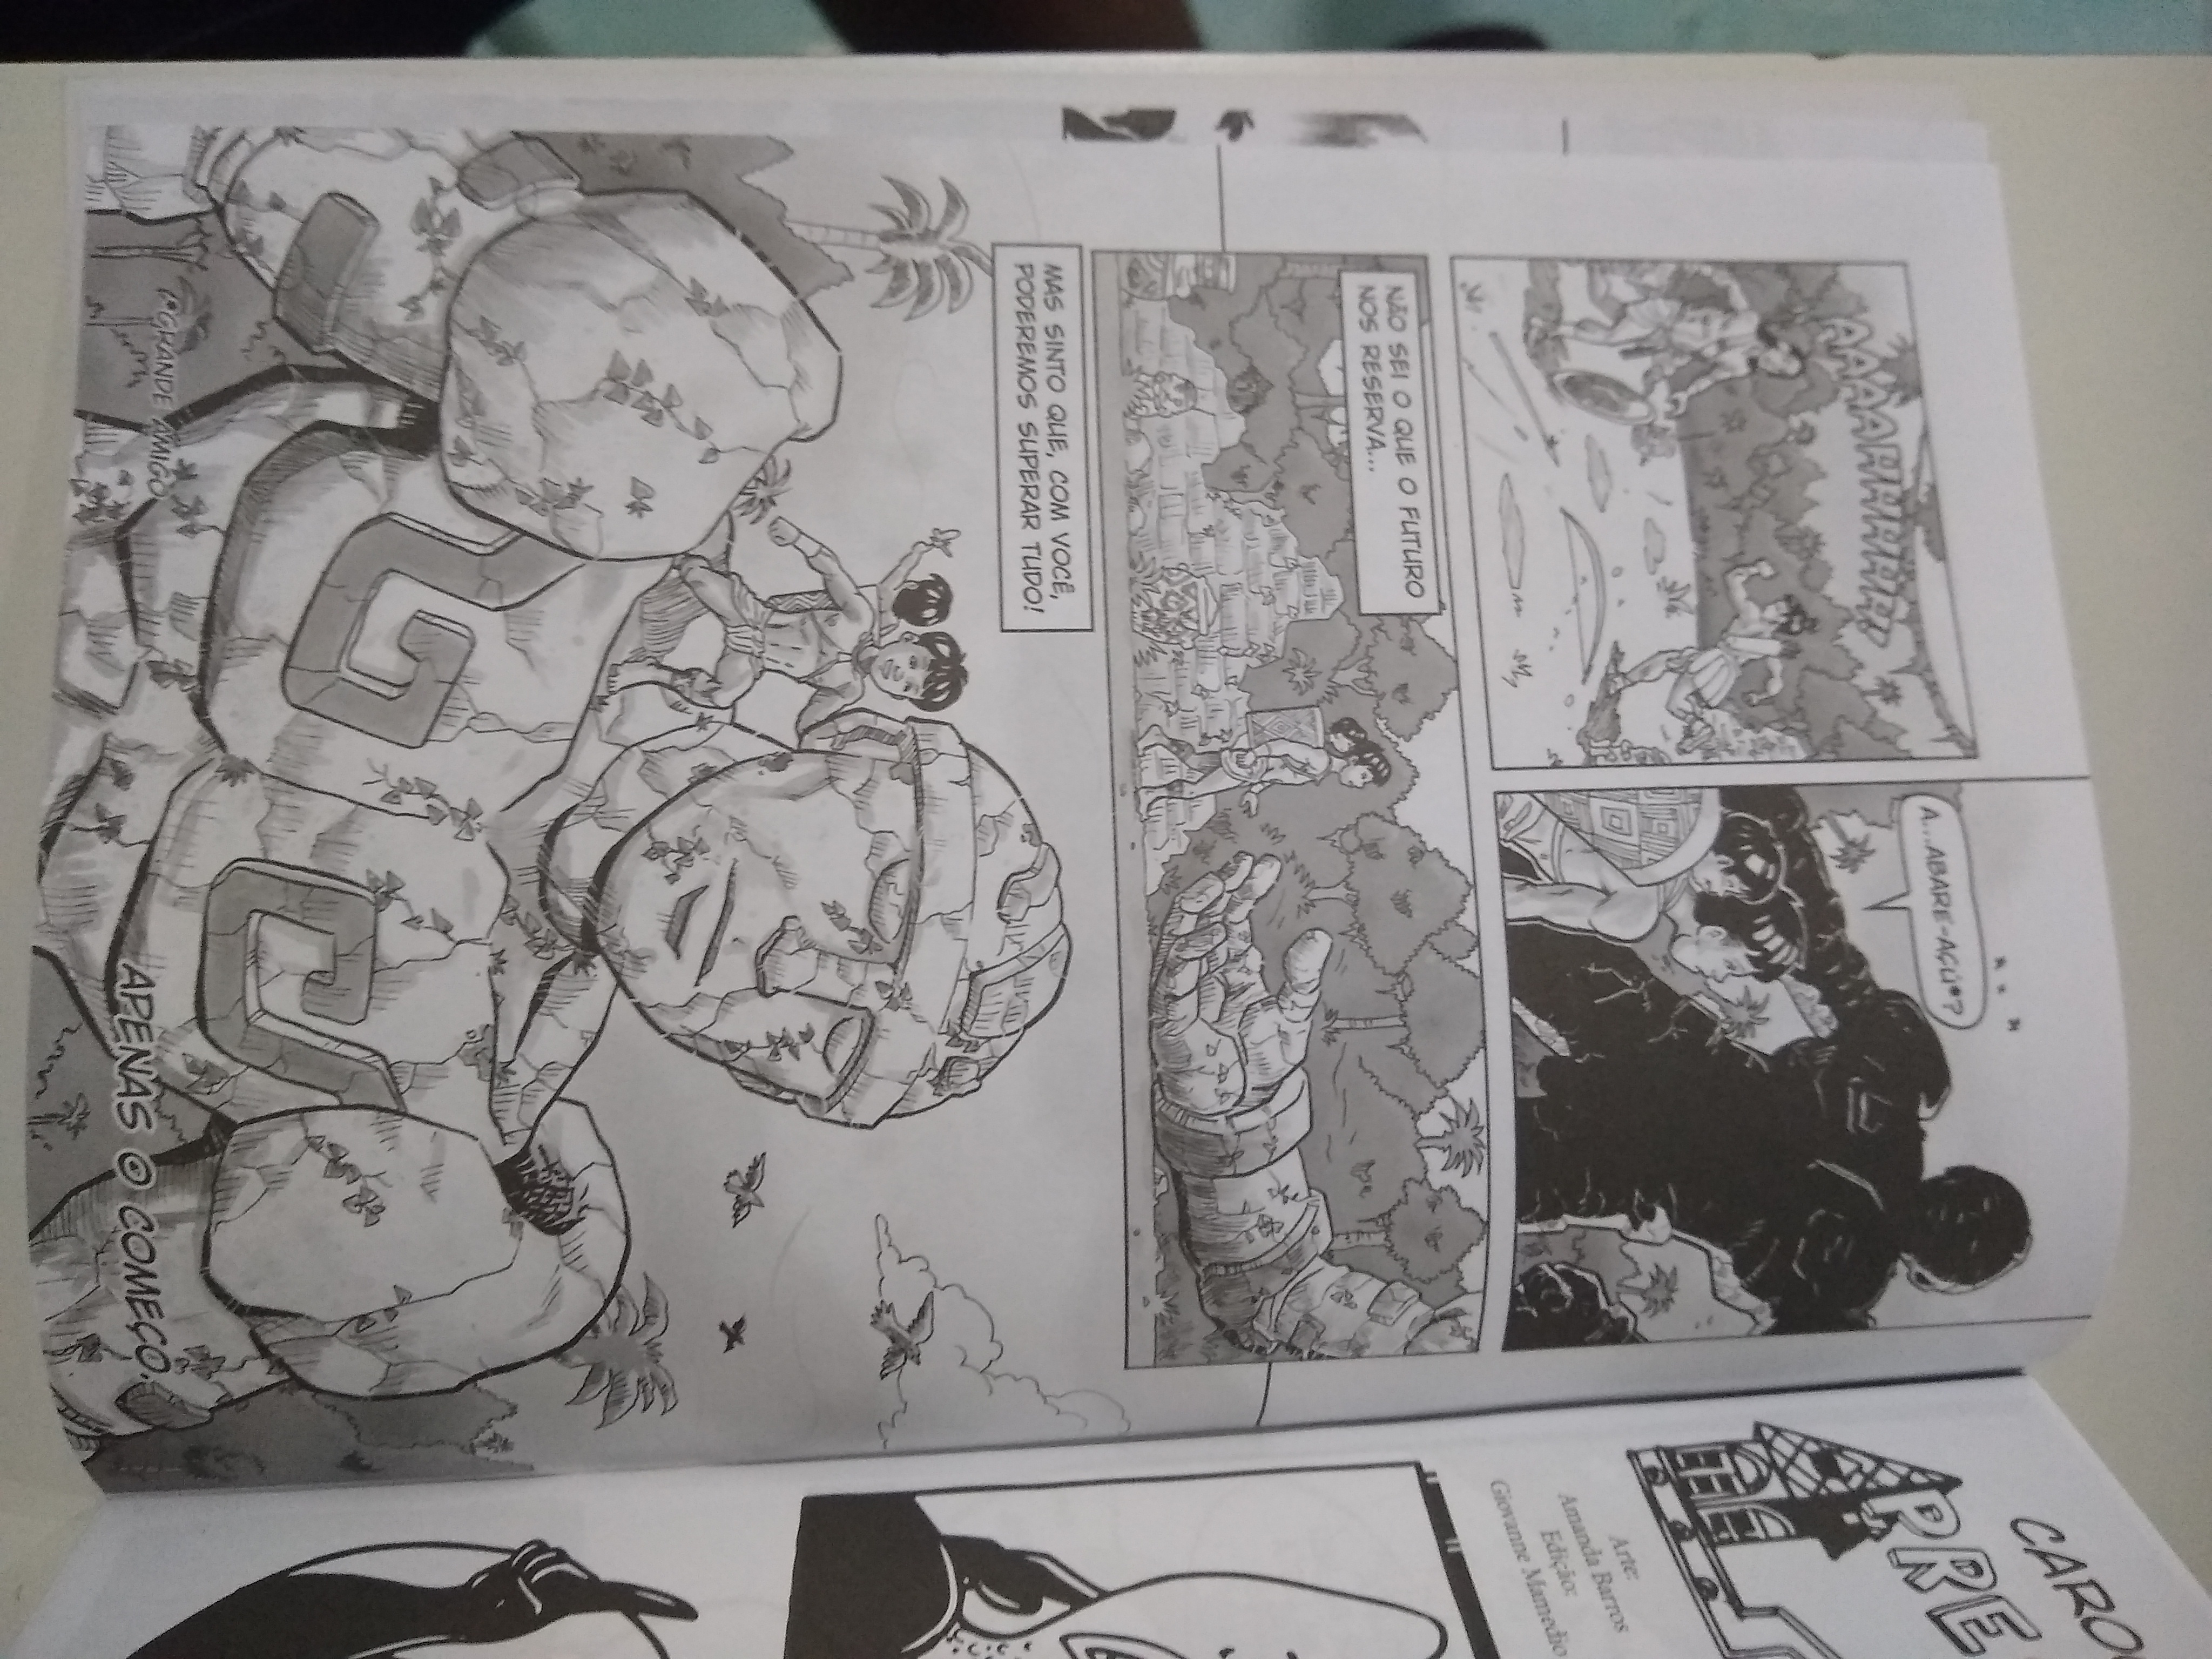 AAAAHHHHH!
A...ABARE-AÇÚ*?
NÃO SEI O QUE O FUTURO
NOS RESERVA...
MAS SINTO QUE, COM VOCÊ,
PODEREMOS SUPERAR TUDO!
(*GRANDE AMIGO
APENAS O COMEÇO.
PRE
Arte:
Amanda Barros
Edição:
Giovanne Mamedio